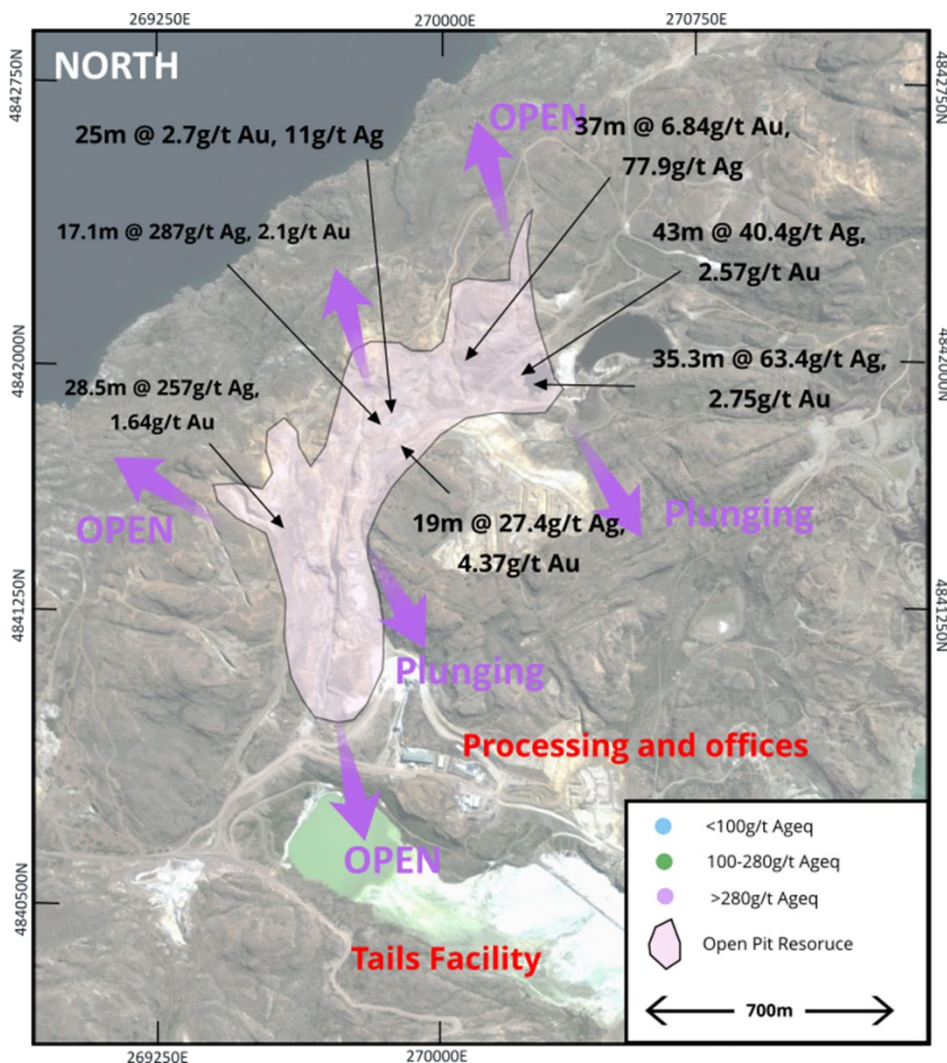 269250E
270000E
270750E
4842750N
NORTH
4842750N
OPEN
25m @ 2.7g/t Au, 11g/t Ag
37m @ 6.84g/t Au,
77.9g/t Ag
17.1m @ 287g/t Ag, 2.1g/t Au
43m @ 40.4g/t Ag,
2.57g/t Au
4842000N
4842000N
28.5m @ 257g/t Ag,
1.64g/t Au
35.3m @ 63.4g/t Ag,
2.75g/t Au
OPEN
19m @ 27.4g/t Ag,
4.37g/t Au
Plunging
4841250N
4841250N
Plunging
Processing and offices
OPEN
4840500N
Tails Facility
<100g/t Ageq
100-280g/t Ageq
>280g/t Ageq
Open Pit Resoruce
700m
269250E
270000E